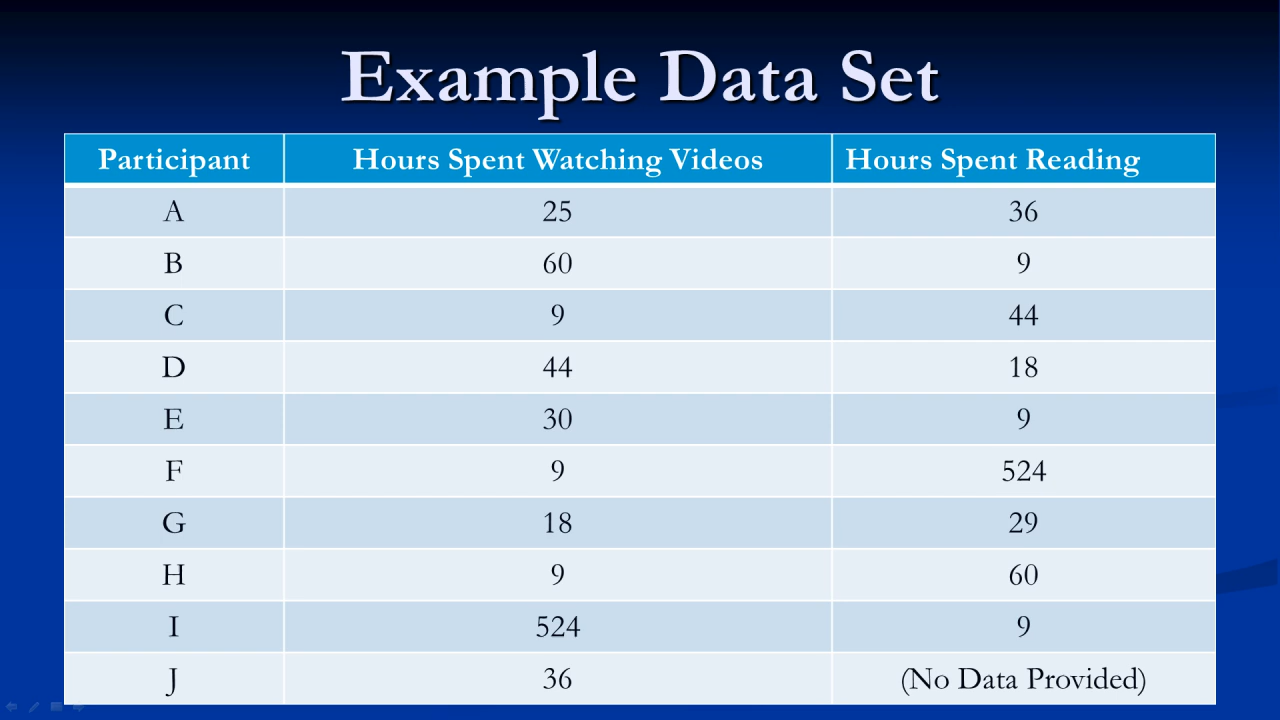 Example Data Set
Participant Hours Spent Watching Videos Hours Spent Reading
A 25 36
B 60 9
C 9 44
D 44 18
E 30 9
F 9 524
G 18 29
H 9 60
I 524 9
J 36 (No Data Provided)